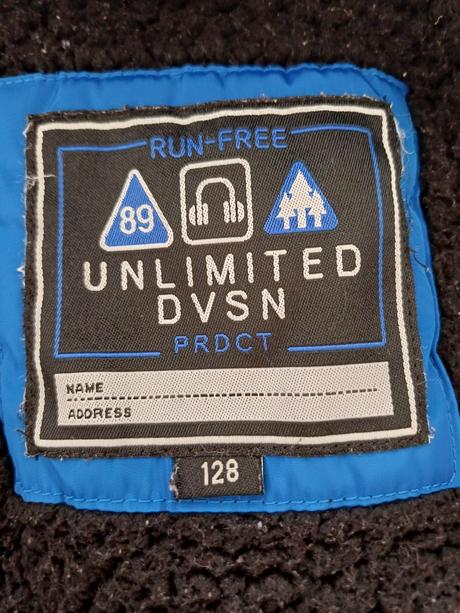 RUN-FREE
89
UNLIMITED
DVSN
PRDCT
NAME
ADDRESS
128